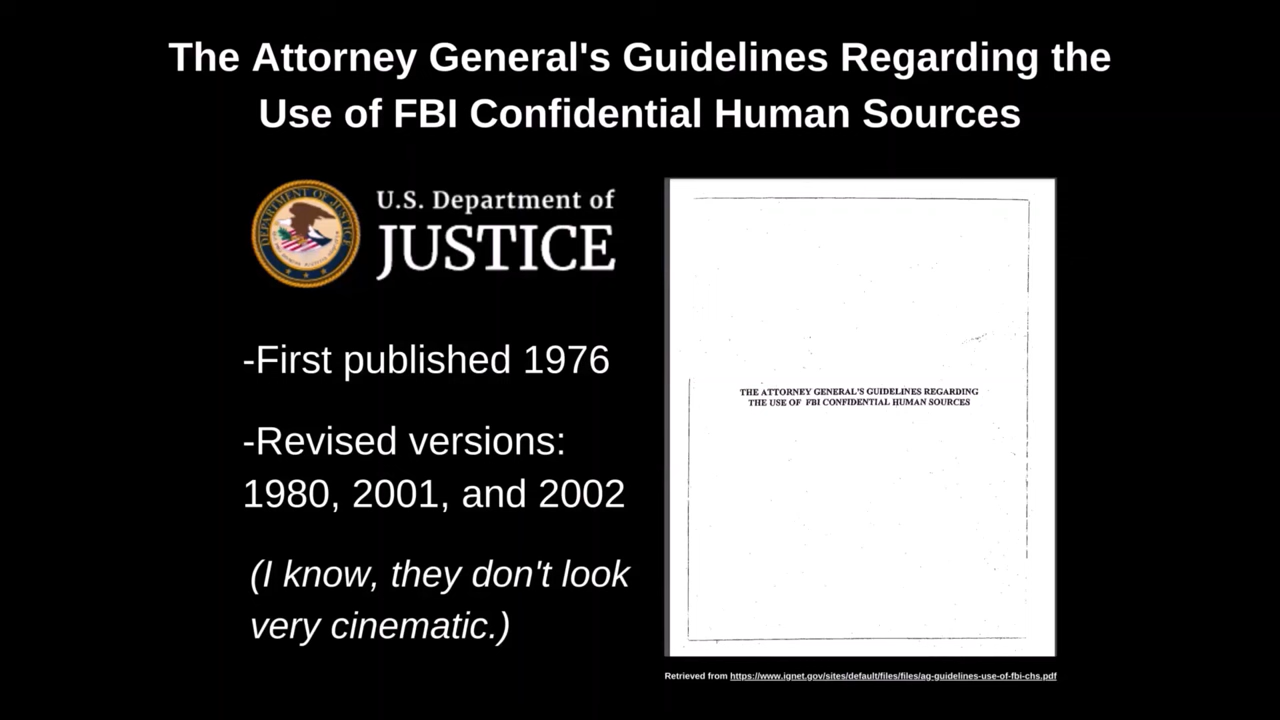 The Attorney General's Guidelines Regarding the
Use of FBI Confidential Human Sources
DEPARTMENT OF JUSTICE
U.S. Department of
JUSTICE
-First published 1976
-Revised versions:
1980, 2001, and 2002
(I know, they don't look
very cinematic.)
THE ATTORNEY GENERAL'S GUIDELINES REGARDING
THE USE OF FBI CONFIDENTIAL HUMAN SOURCES
Retrieved from https://www.ignet.gov/sites/default/files/files/ag-guidelines-use-of-fbi-chs.pdf